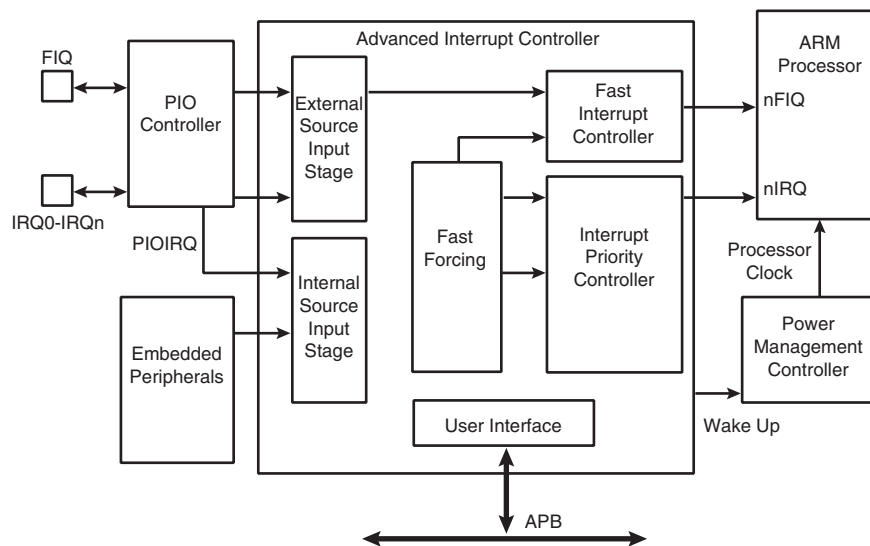 Advanced Interrupt Controller
FIQ
PIO
Controller
IRQ0-IRQn
PIOIRQ
Embedded
Peripherals
External
Source
Input
Stage
Internal
Source
Input
Stage
Fast
Forcing
Fast
Interrupt
Controller
Interrupt
Priority
Controller
User Interface
APB
ARM
Processor
nFIQ
nIRQ
Processor
Clock
Power
Management
Controller
Wake Up